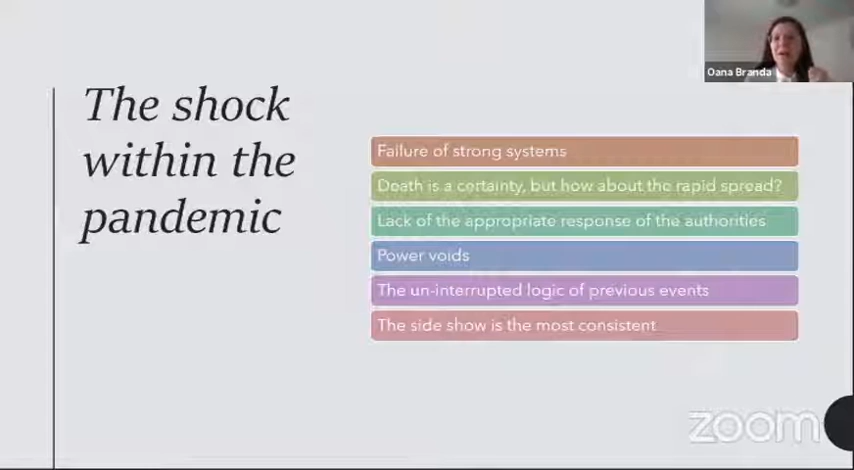 Oana Branda
The shock
within the
pandemic
Failure of strong systems
Death is a certainty, but how about the rapid spread?
Lack of the appropriate response of the authorities
Power voids
The un-interrupted logic of previous events
The side show is the most consistent
zoom